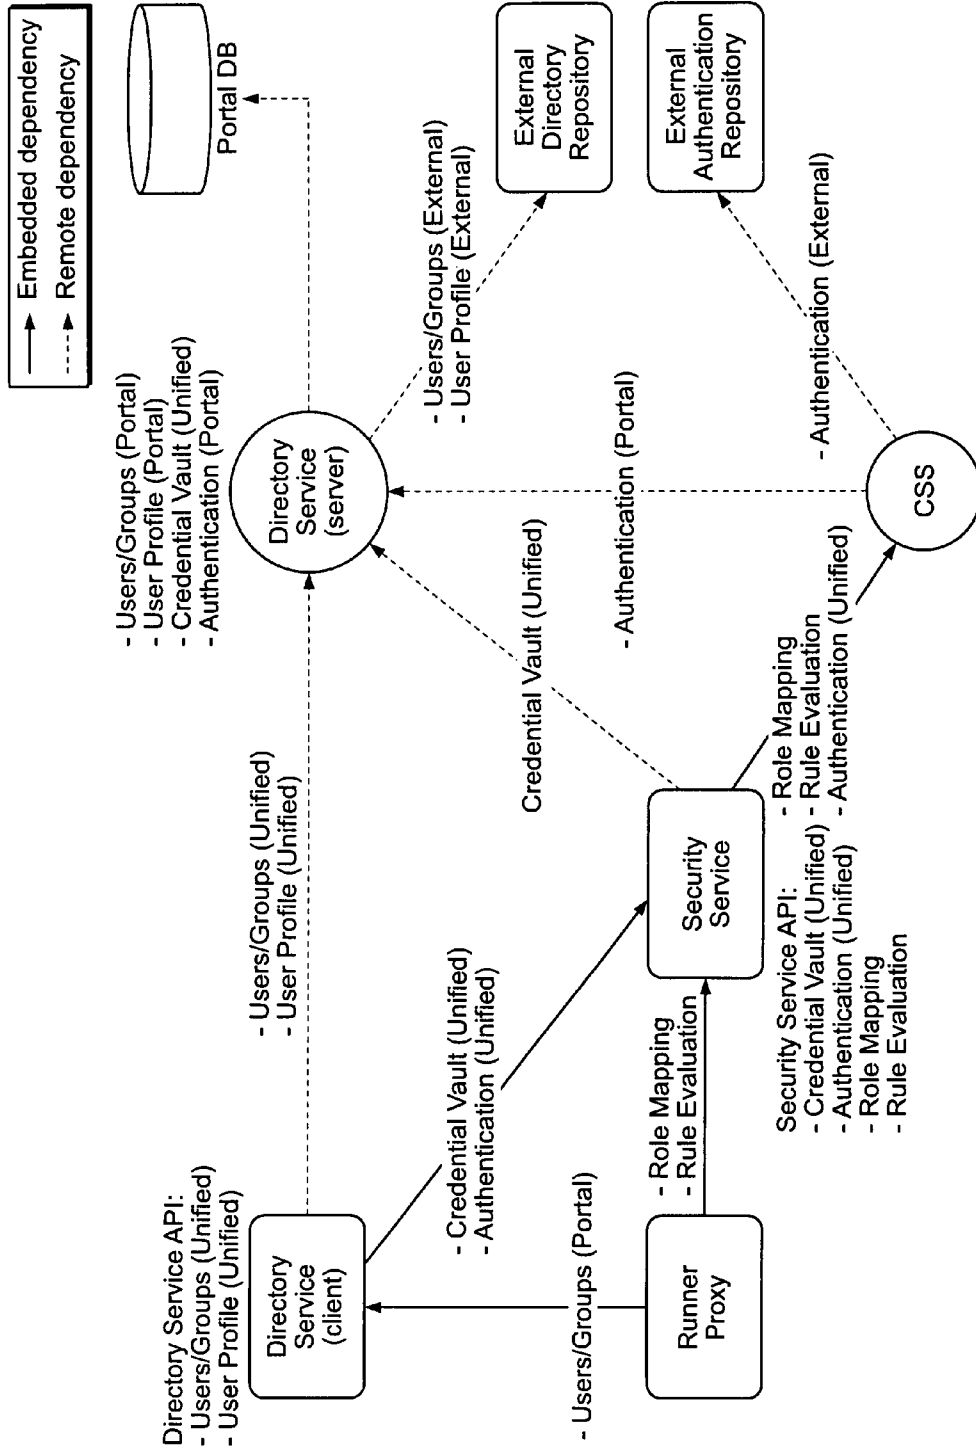 Embedded dependency
Remote dependency
Directory Service API:
- Users/Groups (Unified)
- User Profile (Unified)
Directory
Service
(client)
- Users/Groups (Unified)
- User Profile (Unified)
- Users/Groups (Portal)
- User Profile (Portal)
- Credential Vault (Unified)
- Authentication (Portal)
Directory
Service
(server)
Portal DB
- Users/Groups (External)
- User Profile (External)
External
Directory
Repository
- Credential Vault (Unified)
- Authentication (Unified)
Credential Vault (Unified)
- Authentication (Portal)
- Users/Groups (Portal)
Runner
Proxy
- Role Mapping
- Rule Evaluation
Security
Service
External
Authentication
Repository
Security Service API:
- Credential Vault (Unified)
- Authentication (Unified)
- Role Mapping
- Rule Evaluation
- Role Mapping
- Rule Evaluation
- Authentication (Unified)
- Authentication (External)
CSS